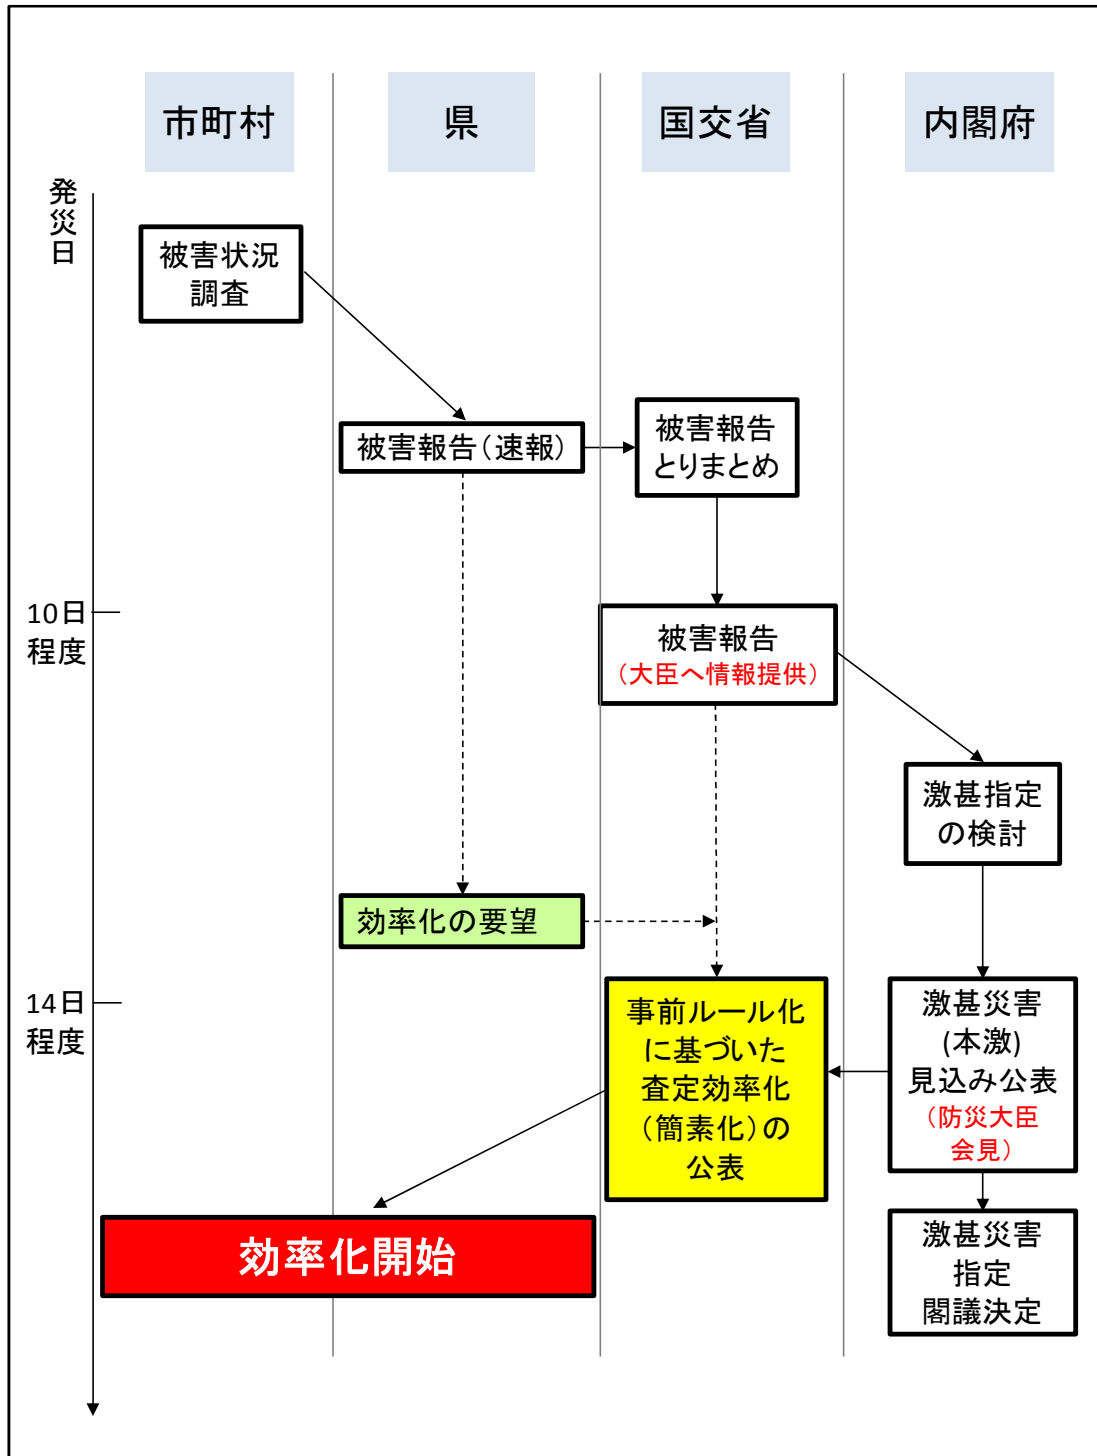 市町村
県
国交省
内閣府
発災日
被害状況
調査
被害報告（速報）
被害報告
とりまとめ
10日
程度
被害報告
（大臣へ情報提供）
激甚指定
の検討
効率化の要望
14日
程度
事前ルール化
に基づいた
査定効率化
（簡素化）の
公表
激甚災害
(本激)
見込み公表
（防災大臣
会見）
効率化開始
激甚災害
指定
閣議決定